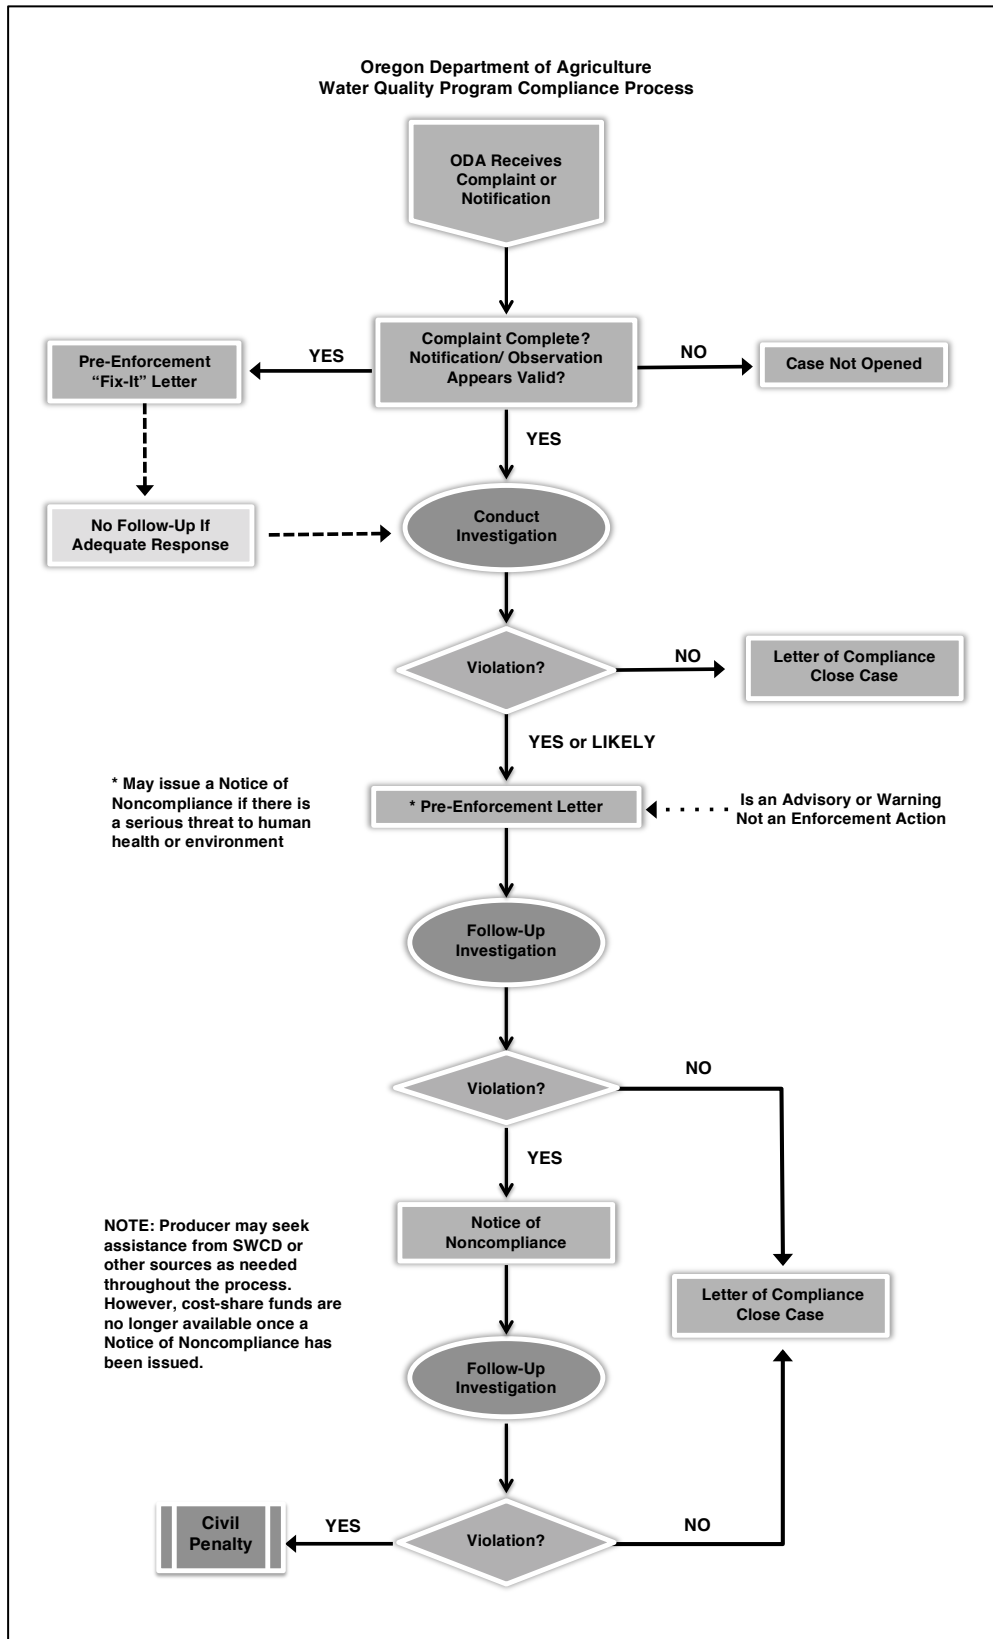 Oregon Department of Agriculture
Water Quality Program Compliance Process
ODA Receives
Complaint or
Notification
Complaint Complete?
Notification/ Observation
Appears Valid?
YES
Pre-Enforcement
“Fix-It” Letter
NO
Case Not Opened
YES
No Follow-Up If
Adequate Response
Conduct
Investigation
Violation?
NO
Letter of Compliance
Close Case
YES or LIKELY
* May issue a Notice of
Noncompliance if there is
a serious threat to human
health or environment
* Pre-Enforcement Letter
Is an Advisory or Warning
Not an Enforcement Action
Follow-Up
Investigation
Violation?
NO
YES
Notice of
Noncompliance
NOTE: Producer may seek
assistance from SWCD or
other sources as needed
throughout the process.
However, cost-share funds are
no longer available once a
Notice of Noncompliance has
been issued.
Letter of Compliance
Close Case
Follow-Up
Investigation
Violation?
YES
Civil
Penalty
NO